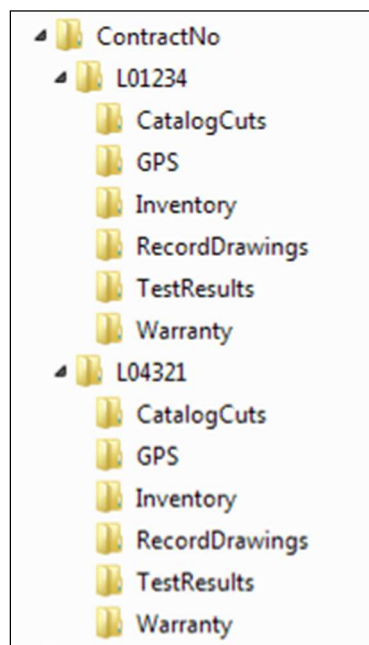 ContractNo
L01234
CatalogCuts
GPS
Inventory
RecordDrawings
TestResults
Warranty
L04321
CatalogCuts
GPS
Inventory
RecordDrawings
TestResults
Warranty